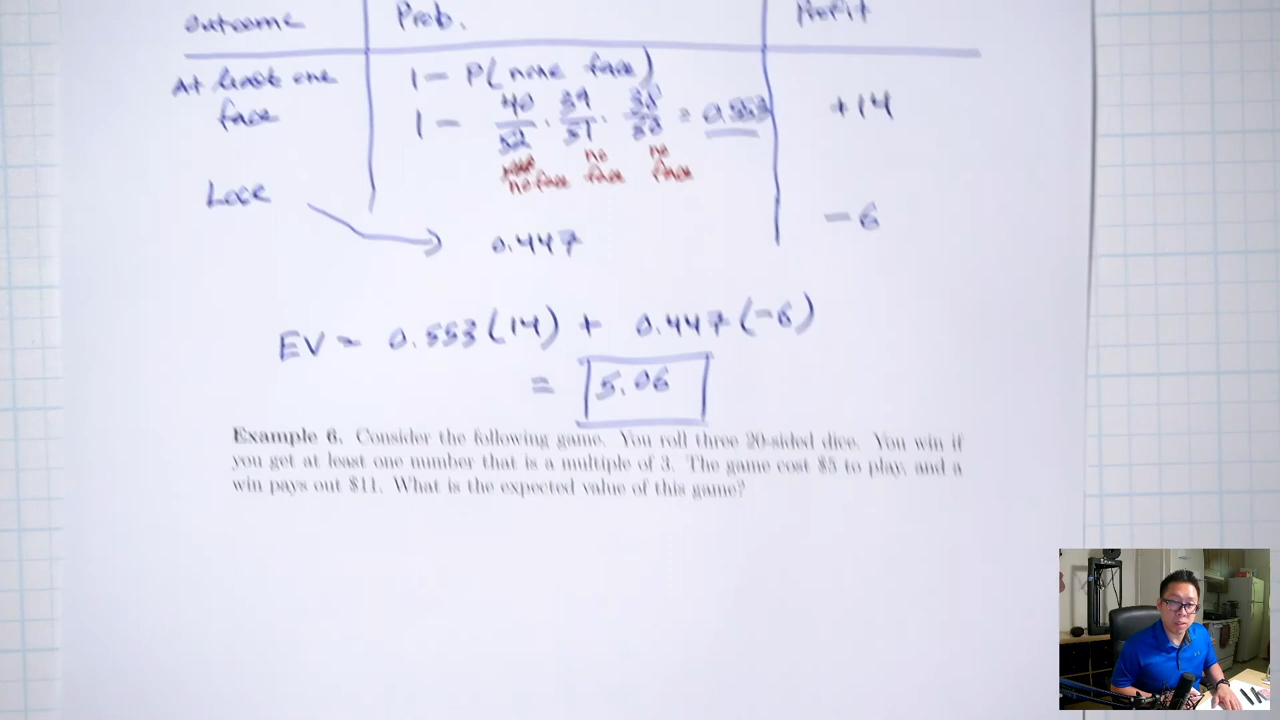 Outcome Prob. Profit
At least one face 1 - P(none face) +14
1 - 40/52 · 39/51 · 38/50 = 0.553
no face no face no face
Lose → 0.447 -6
EV = 0.553(14) + 0.447(-6)
= 5.06
Example 6. Consider the following game. You roll three 20-sided dice. You win if
you get at least one number that is a multiple of 3. The game cost $5 to play, and a
win pays out $11. What is the expected value of this game?